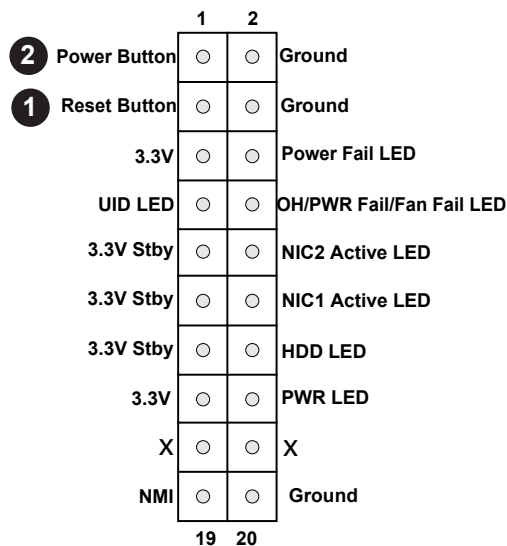 1 2
2 Power Button Ground
1 Reset Button Ground
3.3V Power Fail LED
UID LED OH/PWR Fail/Fan Fail LED
3.3V Stby NIC2 Active LED
3.3V Stby NIC1 Active LED
3.3V Stby HDD LED
3.3V PWR LED
X X
NMI Ground
19 20